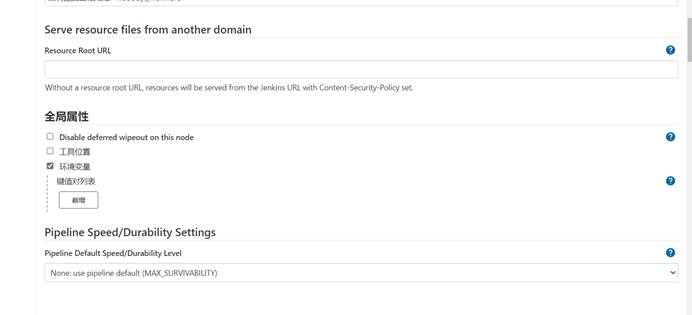 Serve resource files from another domain
Resource Root URL
Without a resource root URL, resources will be served from the Jenkins URL with Content-Security-Policy set.
全局属性
Disable deferred wipeout on this node
工具位置
环境变量
键值对列表
新增
Pipeline Speed/Durability Settings
Pipeline Default Speed/Durability Level
None: use pipeline default (MAX_SURVIVABILITY)